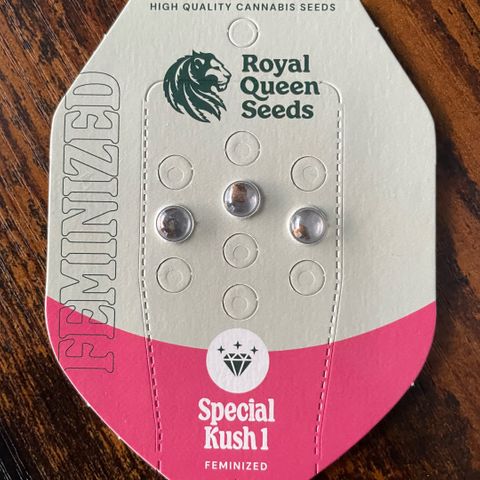 HIGH QUALITY CANNABIS SEEDS
Royal
Queen
Seeds
FEMINIZED
Special
Kush 1
FEMINIZED